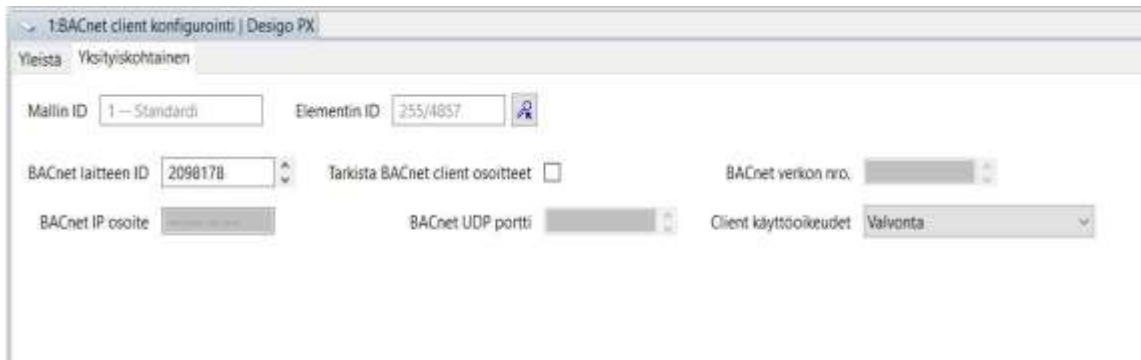 1:BACnet client konfigurointi | Desigo PX
Yleistä Yksityiskohtainen
Mallin ID 1 -- Standardi Elementin ID 255/4857
BACnet laitteen ID 2098178 Tarkista BACnet client osoitteet BACnet verkon nro.
BACnet IP osoite BACnet UDP portti Client käyttöoikeudet Valvonta